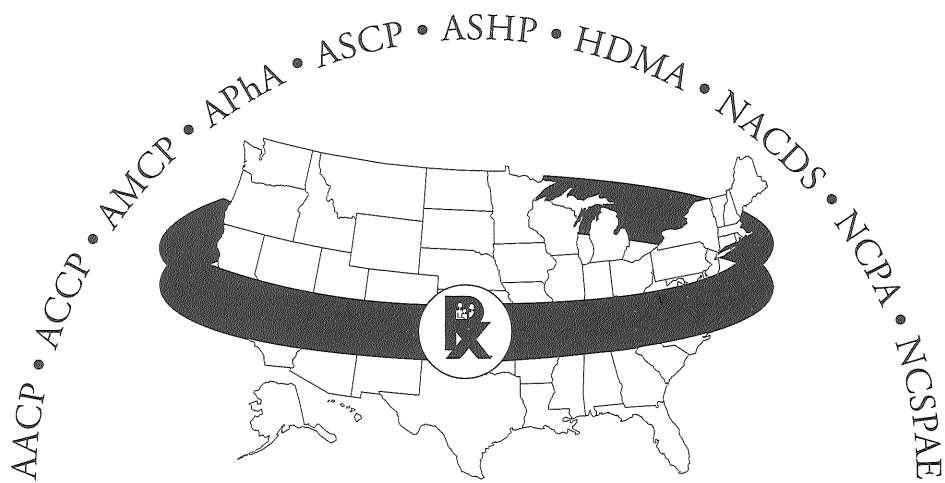 AACP • ACCP • AMCP • APhA • ASCP • ASHP • HDMA • NACDS • NCPA • NCSPAE
Rx